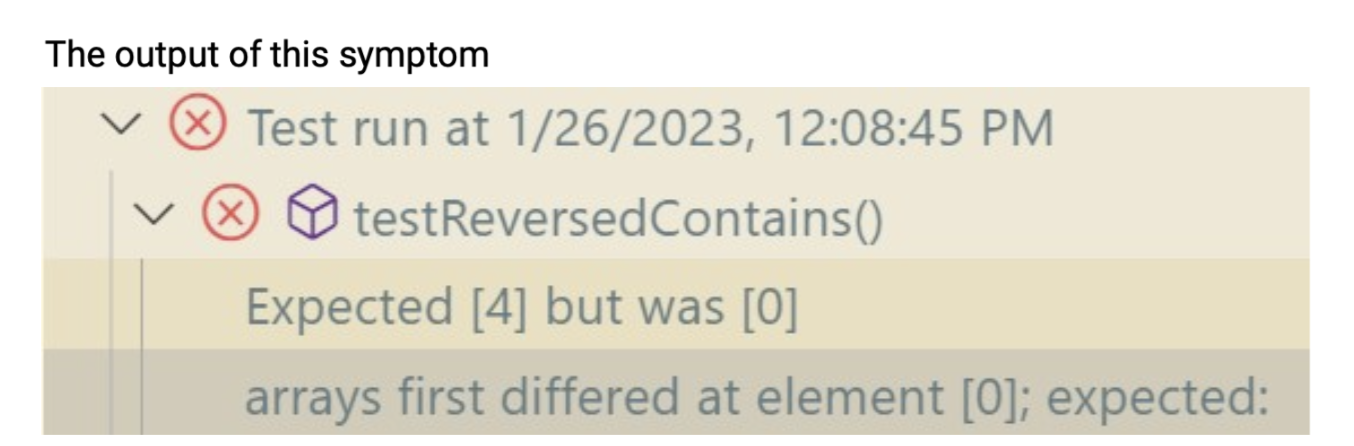 The output of this symptom
Test run at 1/26/2023, 12:08:45 PM
testReversedContains()
Expected [4] but was [0]
arrays first differed at element [0]; expected: